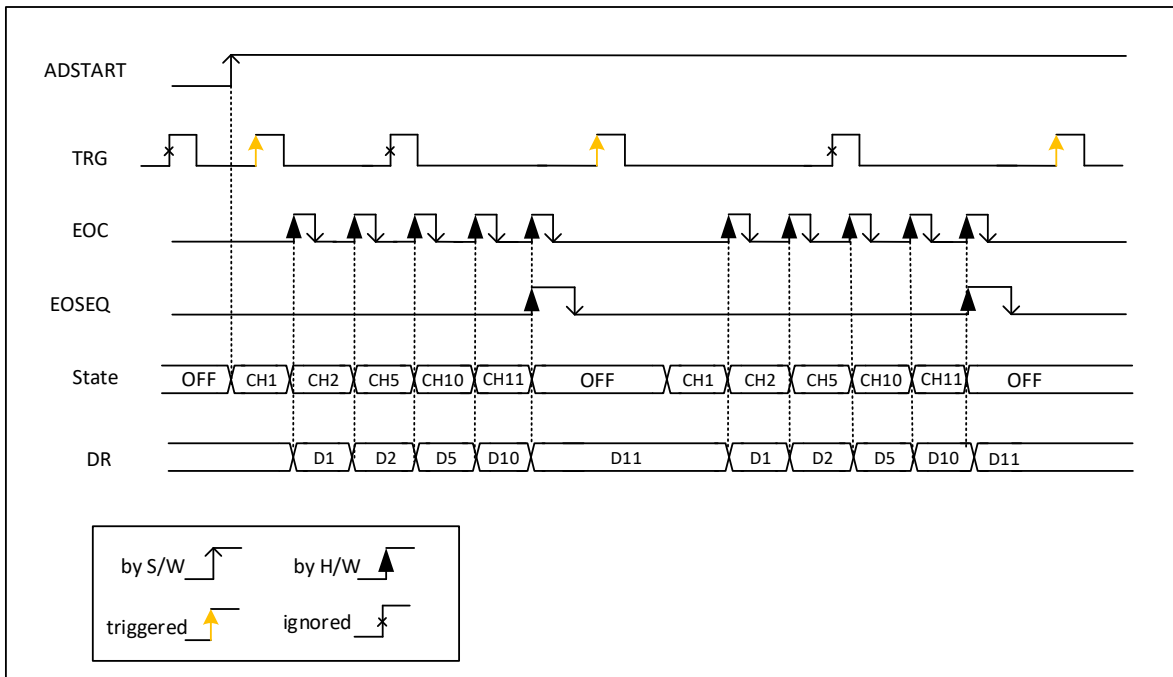 ADSTART
TRG
EOC
EOSEQ
State OFF CH1 CH2 CH5 CH10 CH11 OFF CH1 CH2 CH5 CH10 CH11 OFF
DR D1 D2 D5 D10 D11 D1 D2 D5 D10 D11
by S/W by H/W
triggered ignored